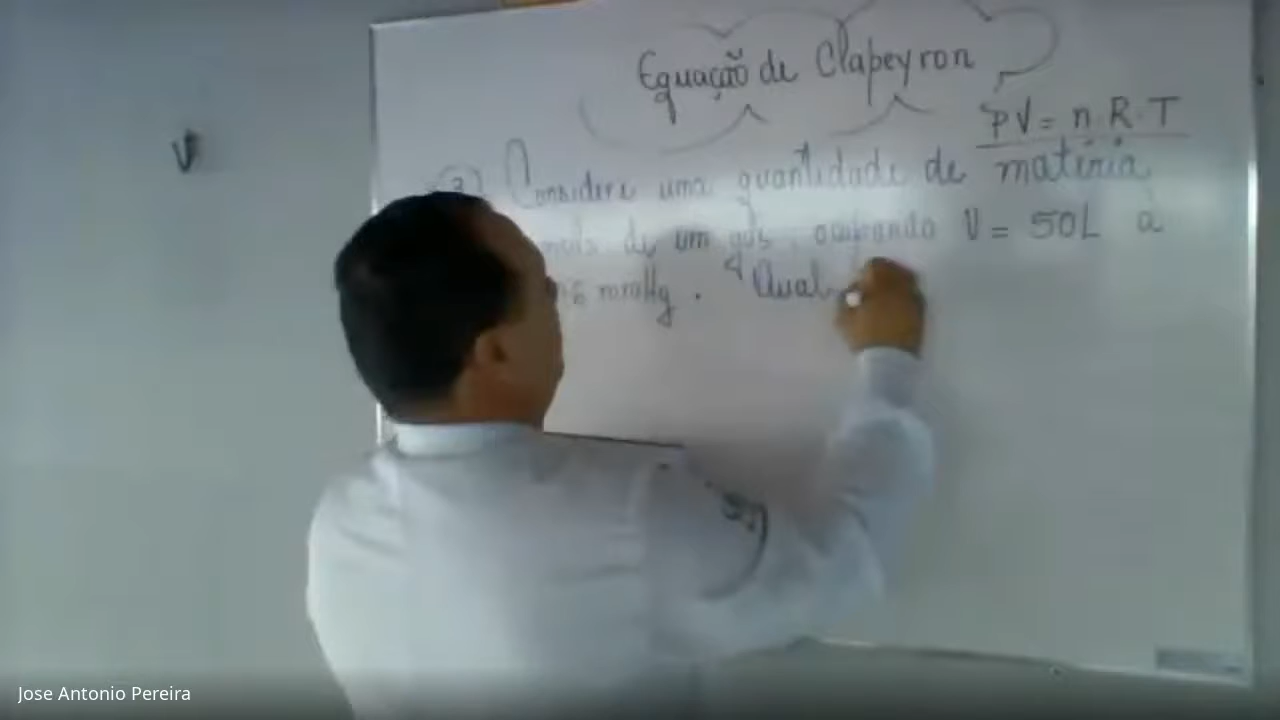 Equação de Clapeyron
PV = n.R.T
Considere uma quantidade de matéria
mols de um gás, ocupando V = 50L a
mmHg. Qual
V
Jose Antonio Pereira